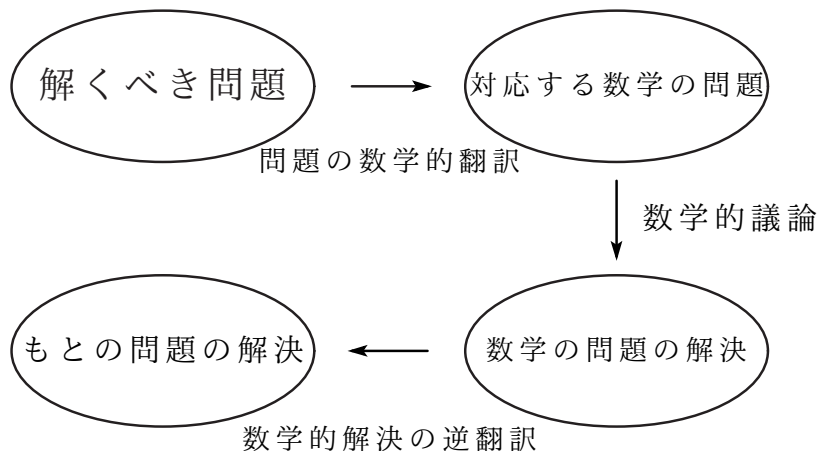 解くべき問題
対応する数学の問題
問題の数学的翻訳
数学的議論
もとの問題の解決
数学の問題の解決
数学的解決の逆翻訳